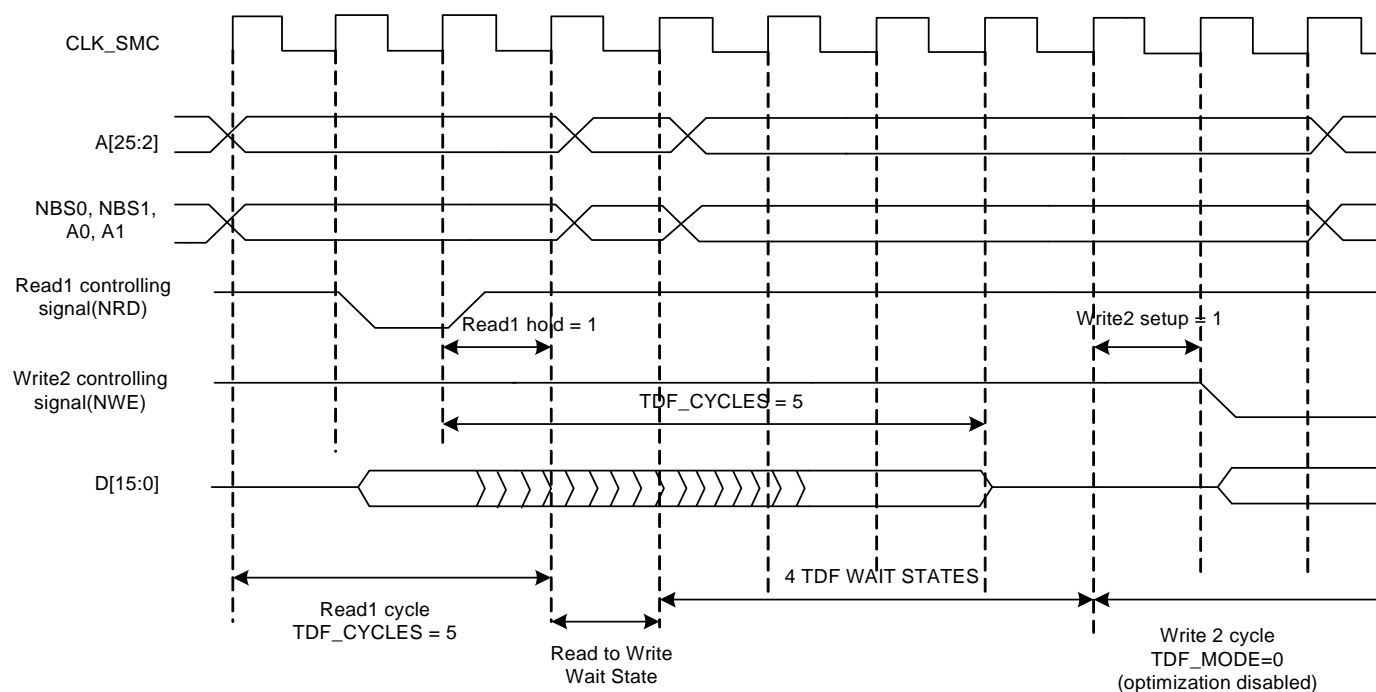 CLK_SMC
A[25:2]
NBS0, NBS1,
A0, A1
Read1 controlling
signal(NRD)
Read1 hold = 1
Write2 setup = 1
Write2 controlling
signal(NWE)
TDF_CYCLES = 5
D[15:0]
4 TDF WAIT STATES
Read1 cycle
TDF_CYCLES = 5
Read to Write
Wait State
Write 2 cycle
TDF_MODE=0
(optimization disabled)